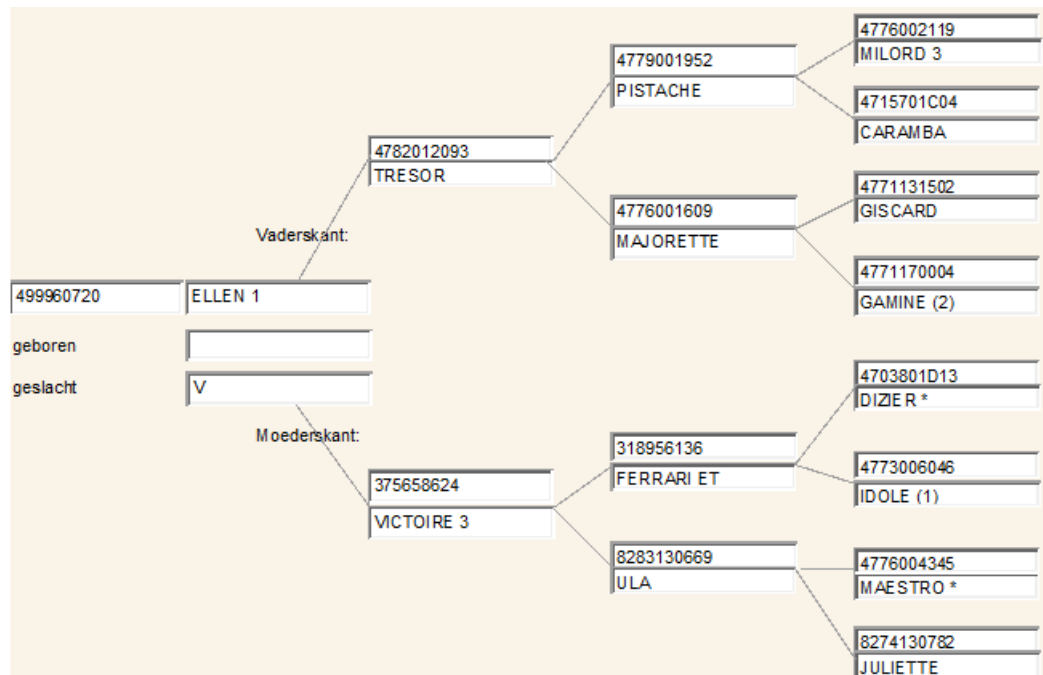 4776002119
MILORD 3
4779001952
PISTACHE
4715701C04
CARAMBA
4782012093
TRESOR
4771131502
GISCARD
4776001609
MAJORETTE
Vaderskant:
4771170004
GAMINE (2)
499960720 ELLEN 1
geboren
geslacht V
4703801D13
DIZIER *
Moederskant:
318956136
FERRARI ET
4773006046
IDOLE (1)
375658624
VICTOIRE 3
8283130669
ULA
4776004345
MAESTRO *
8274130782
JULIETTE